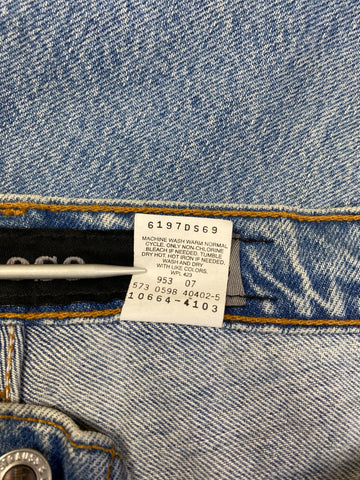 6197DS69
MACHINE WASH WARM NORMAL
CYCLE. ONLY NON-CHLORINE
BLEACH IF NEEDED. TUMBLE
DRY HOT. HOT IRON IF NEEDED.
WASH AND DRY
WITH LIKE COLORS.
WPL 423
953 07
573 0598 40402-5
10664-4103